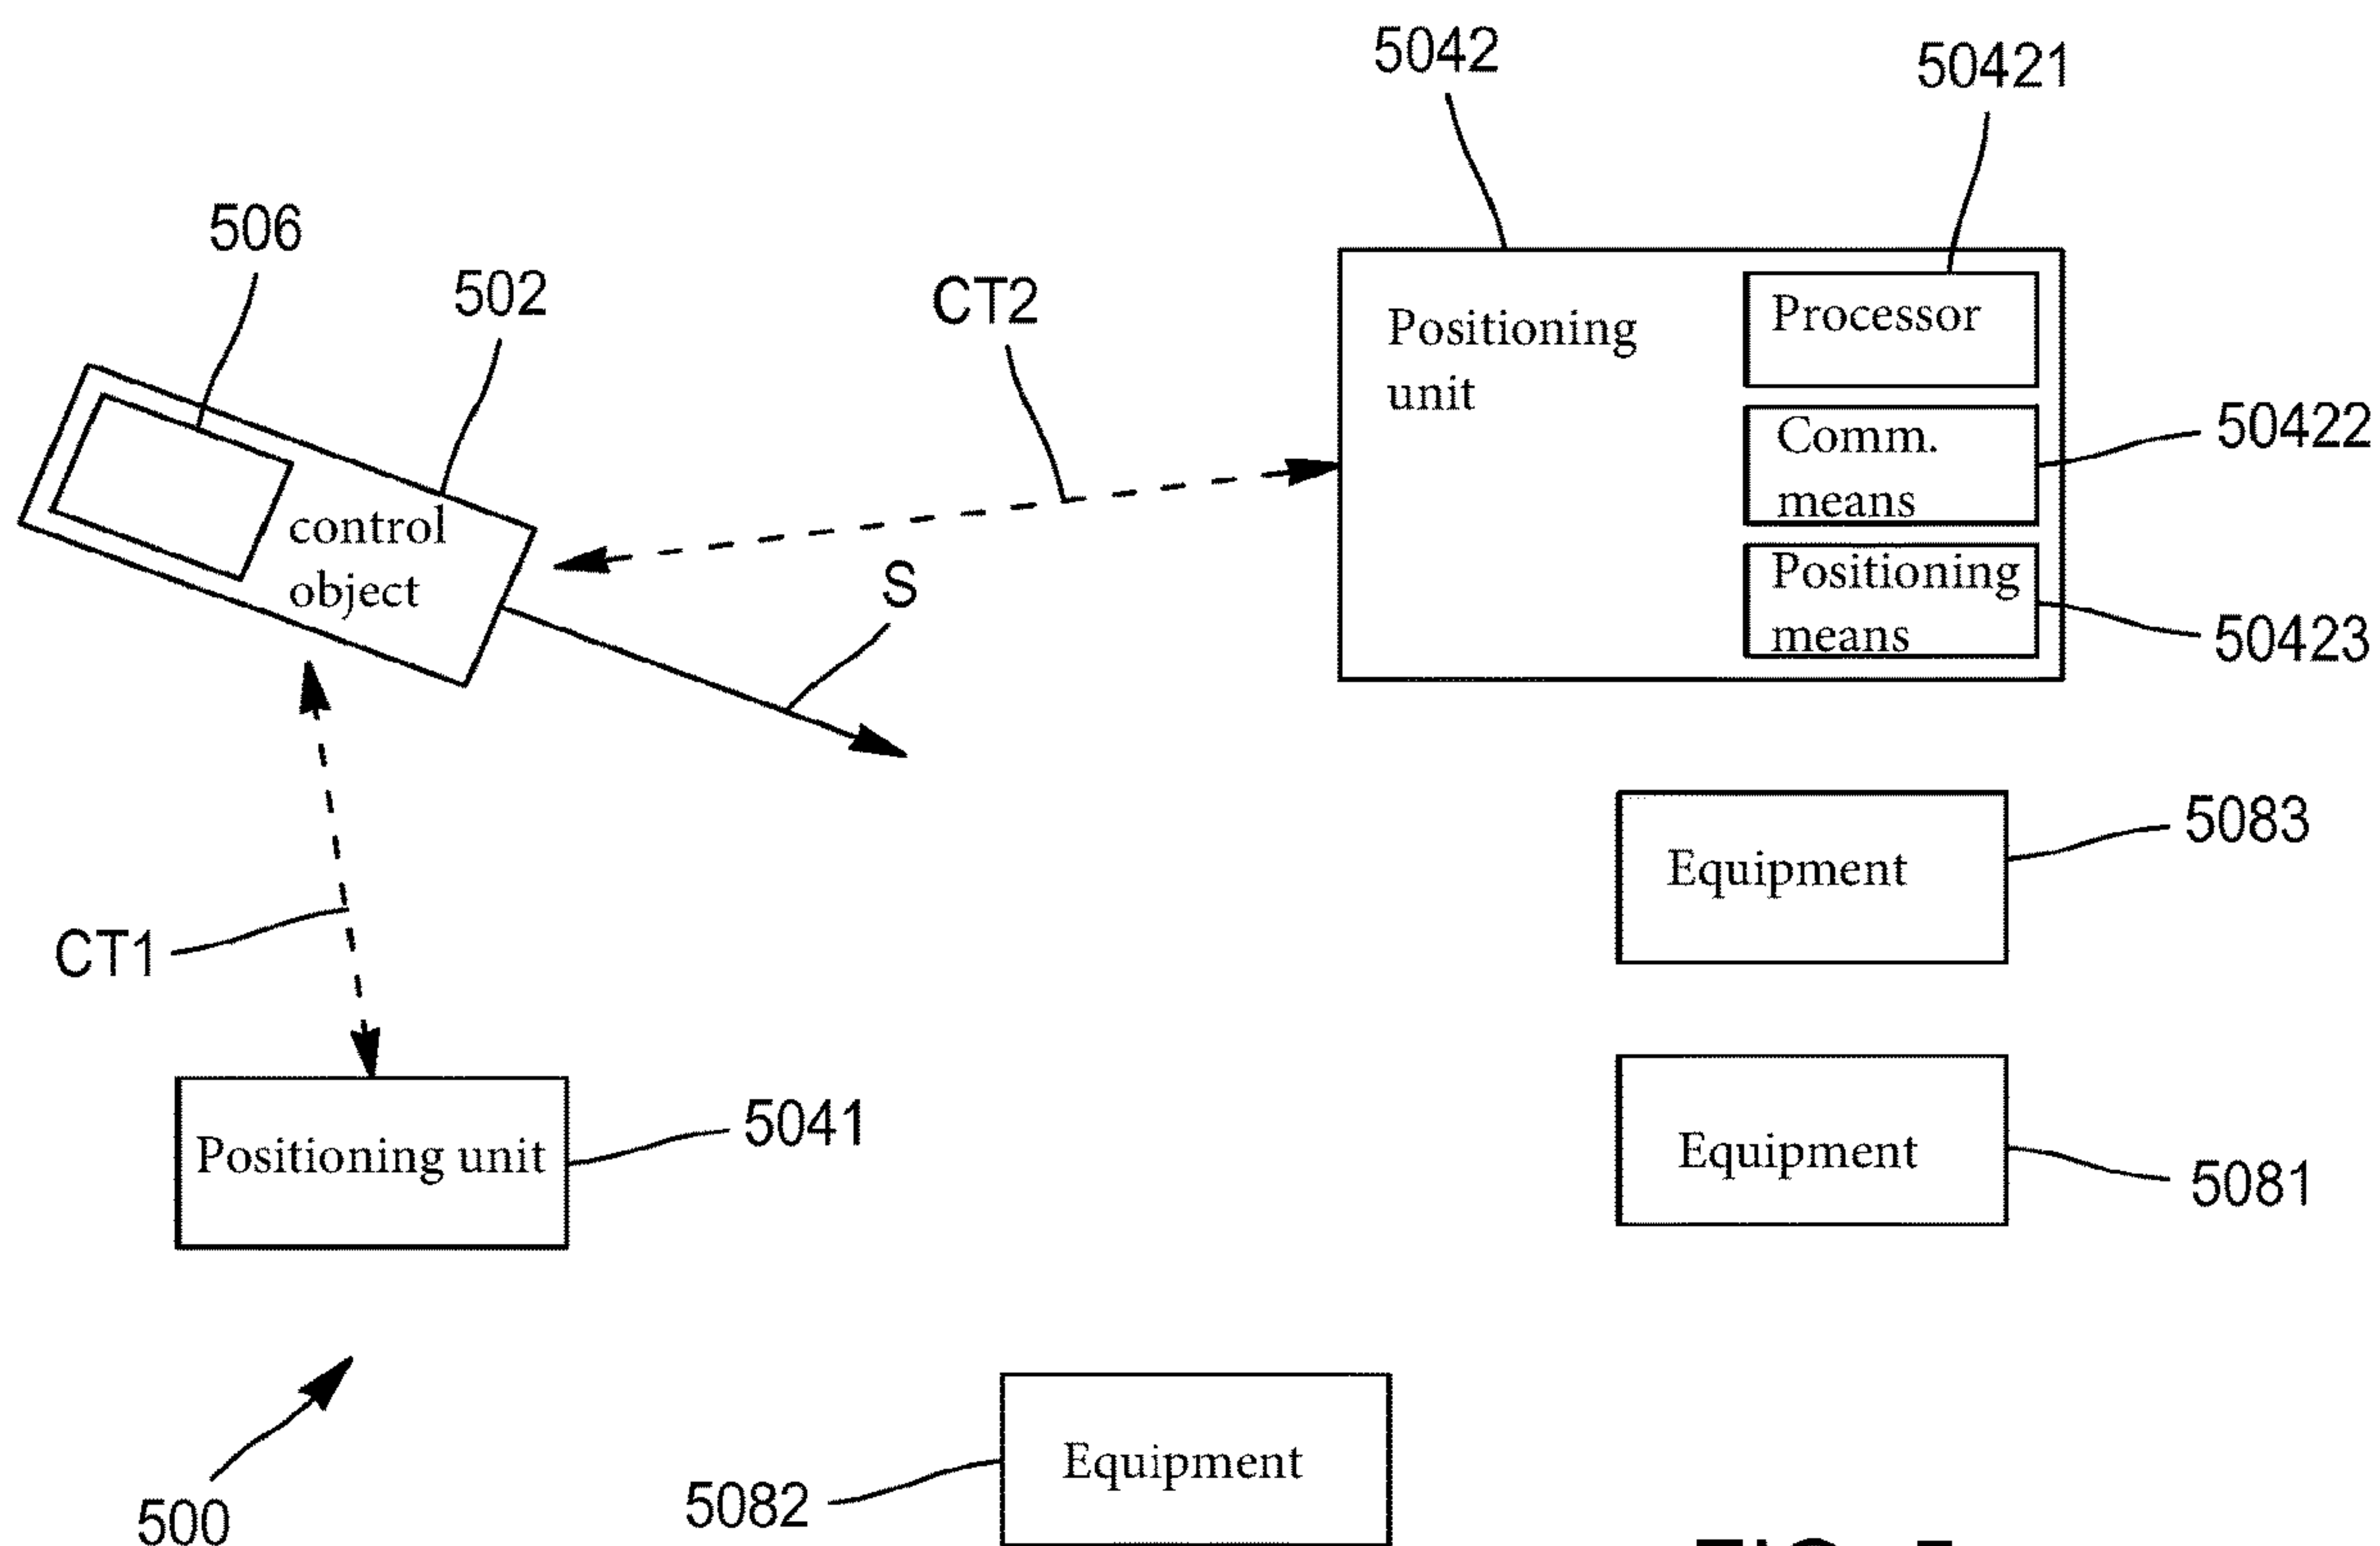 5042
50421
506
502
CT2
Positioning
unit
Processor
Comm.
means
50422
Positioning
means
50423
control
object
S
5083
Equipment
CT1
Positioning unit
5041
Equipment
5081
500
5082
Equipment